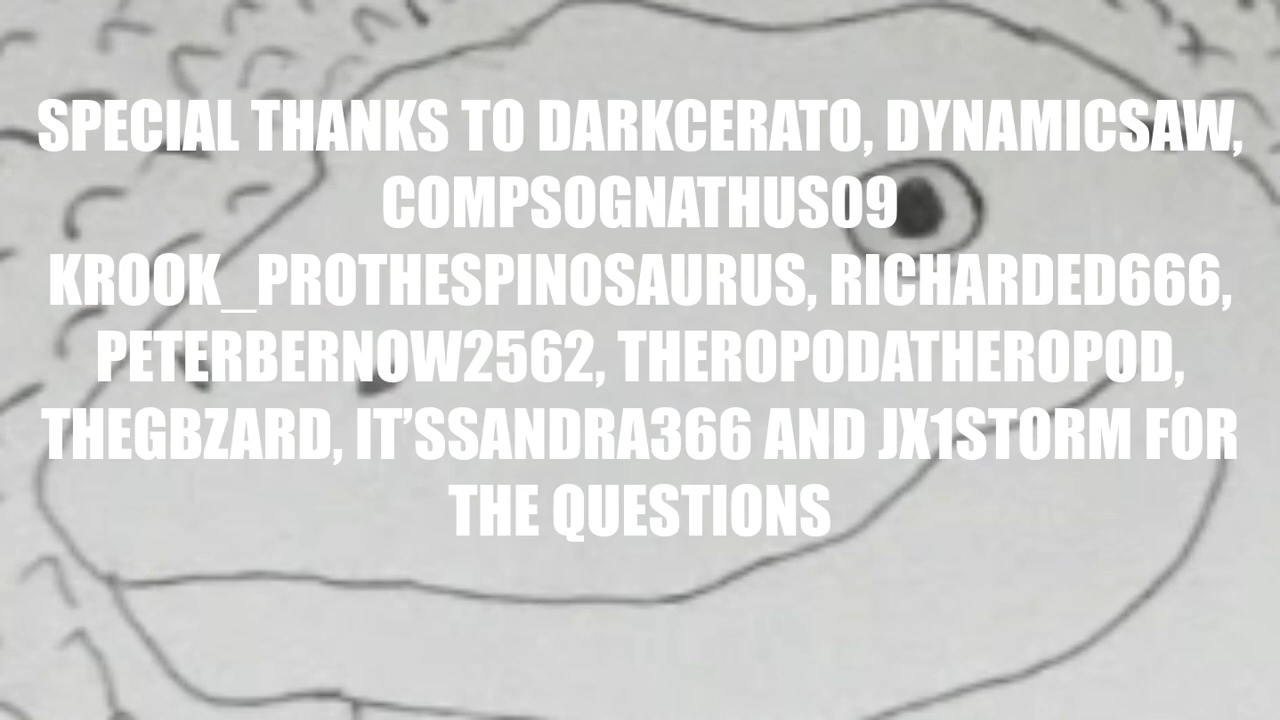 SPECIAL THANKS TO DARKCERATO, DYNAMICSAW,
COMPSOGNATHUS09
KROOK_PROTHESPINOSAURUS, RICHARDED666,
PETERBERNOW2562, THEROPODATHEROPOD,
THEGBZARD, IT’SSANDRA366 AND JX1STORM FOR
THE QUESTIONS